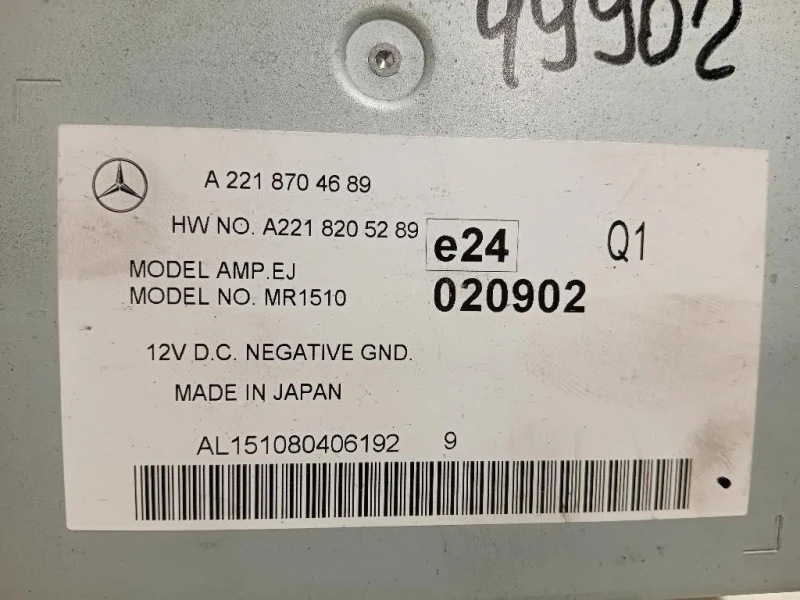 49902
A 221 870 46 89
HW NO. A221 820 52 89
e24
Q1
MODEL AMP.EJ
MODEL NO. MR1510
020902
12V D.C. NEGATIVE GND.
MADE IN JAPAN
AL151080406192 9